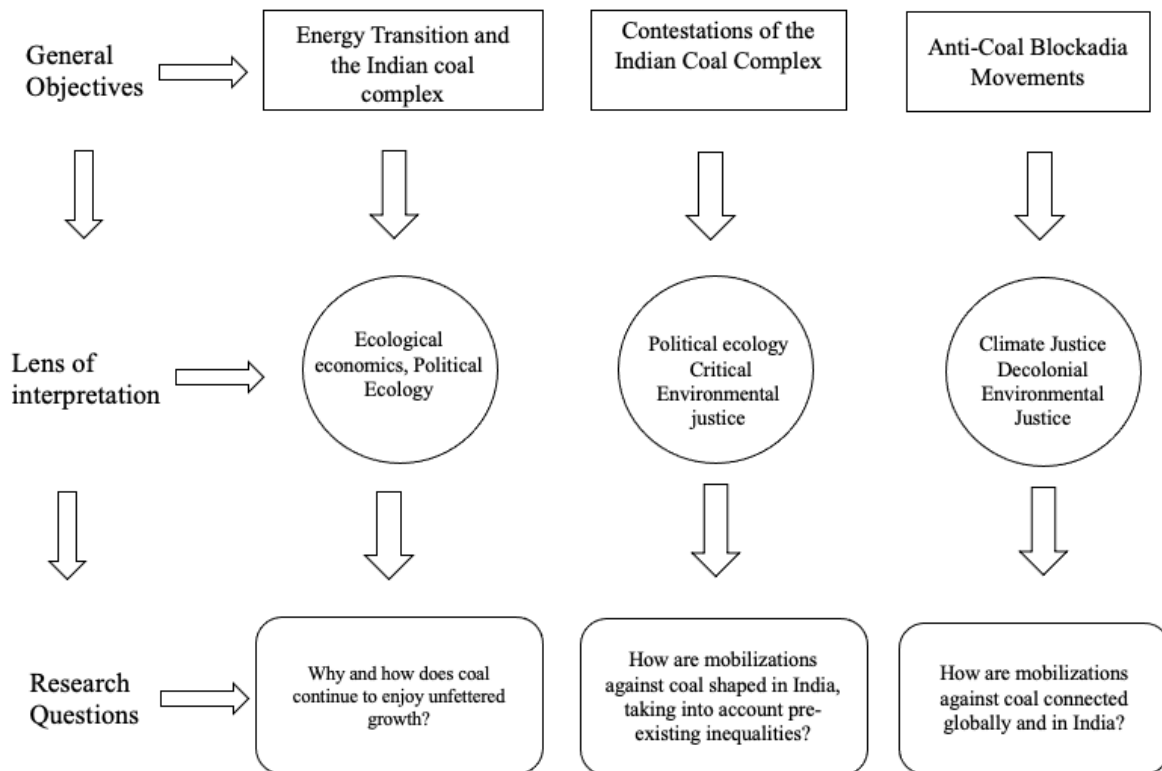 General
Objectives
Energy Transition and
the Indian coal
complex
Contestations of the
Indian Coal Complex
Anti-Coal Blockadia
Movements
Lens of
interpretation
Ecological
economics, Political
Ecology
Political ecology
Critical
Environmental
justice
Climate Justice
Decolonial
Environmental
Justice
Research
Questions
Why and how does coal
continue to enjoy unfettered
growth?
How are mobilizations
against coal shaped in India,
taking into account pre-
existing inequalities?
How are mobilizations
against coal connected
globally and in India?